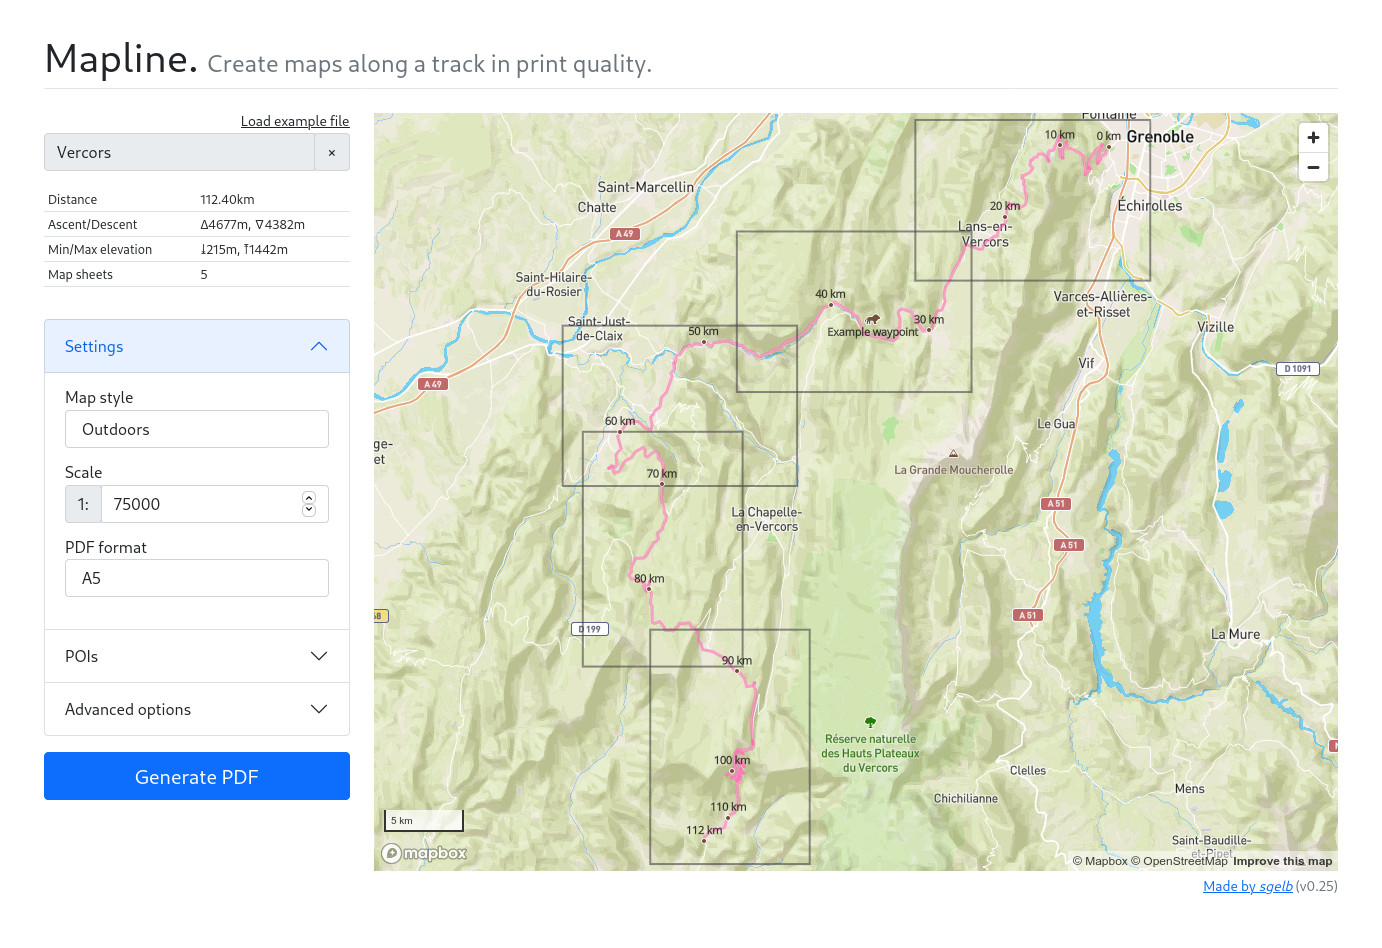 Mapline. Create maps along a track in print quality.
Load example file
Vercors ×
Distance 112.40km
Ascent/Descent ∆4677m, ∇4382m
Min/Max elevation ⤓215m, ⤒1442m
Map sheets 5
Settings
Map style
Outdoors
Scale
1: 75000
PDF format
A5
POIs
Advanced options
Generate PDF
Fontaine
10 km
0 km
Grenoble
+
−
Saint-Marcellin
Chatte
20 km
Échirolles
A 49
Lans-en-
Vercors
Saint-Hilaire-
du-Rosier
40 km
Varces-Allières-
et-Risset
Saint-Just-
de-Claix
50 km
Example waypoint
30 km
Vizille
Vif
D 1091
A 49
60 km
Le Gua
ge-
et
70 km
La Grande Moucherolle
La Chapelle-
en-Vercors
A 51
A 51
80 km
A 51
D 199
La Mure
90 km
Réserve naturelle
des Hauts Plateaux
du Vercors
100 km
Clelles
Mens
Chichilianne
110 km
112 km
5 km
Saint-Baudille-
et-Pipet
mapbox
© Mapbox © OpenStreetMap Improve this map
Made by sgelb (v0.25)